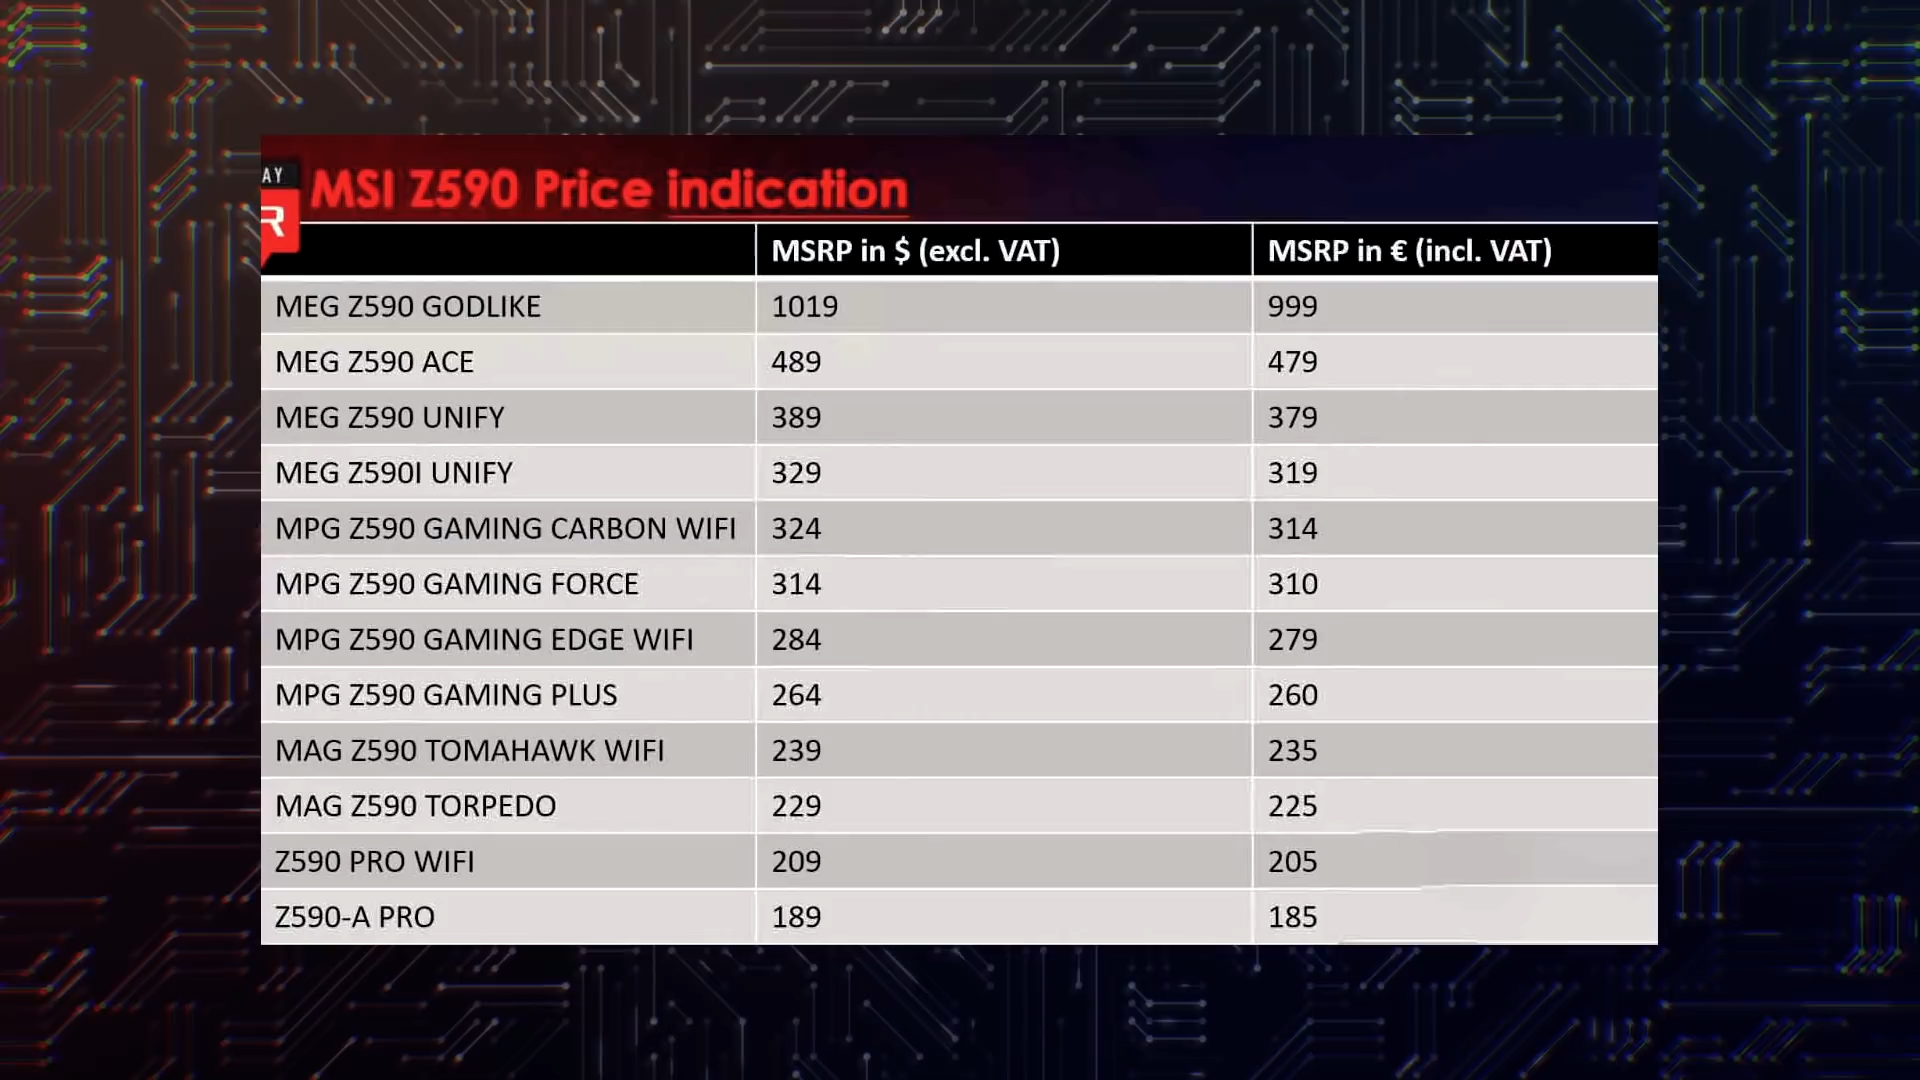 AY
R
MSI Z590 Price indication
MSRP in $ (excl. VAT) MSRP in € (incl. VAT)
MEG Z590 GODLIKE 1019 999
MEG Z590 ACE 489 479
MEG Z590 UNIFY 389 379
MEG Z590I UNIFY 329 319
MPG Z590 GAMING CARBON WIFI 324 314
MPG Z590 GAMING FORCE 314 310
MPG Z590 GAMING EDGE WIFI 284 279
MPG Z590 GAMING PLUS 264 260
MAG Z590 TOMAHAWK WIFI 239 235
MAG Z590 TORPEDO 229 225
Z590 PRO WIFI 209 205
Z590-A PRO 189 185